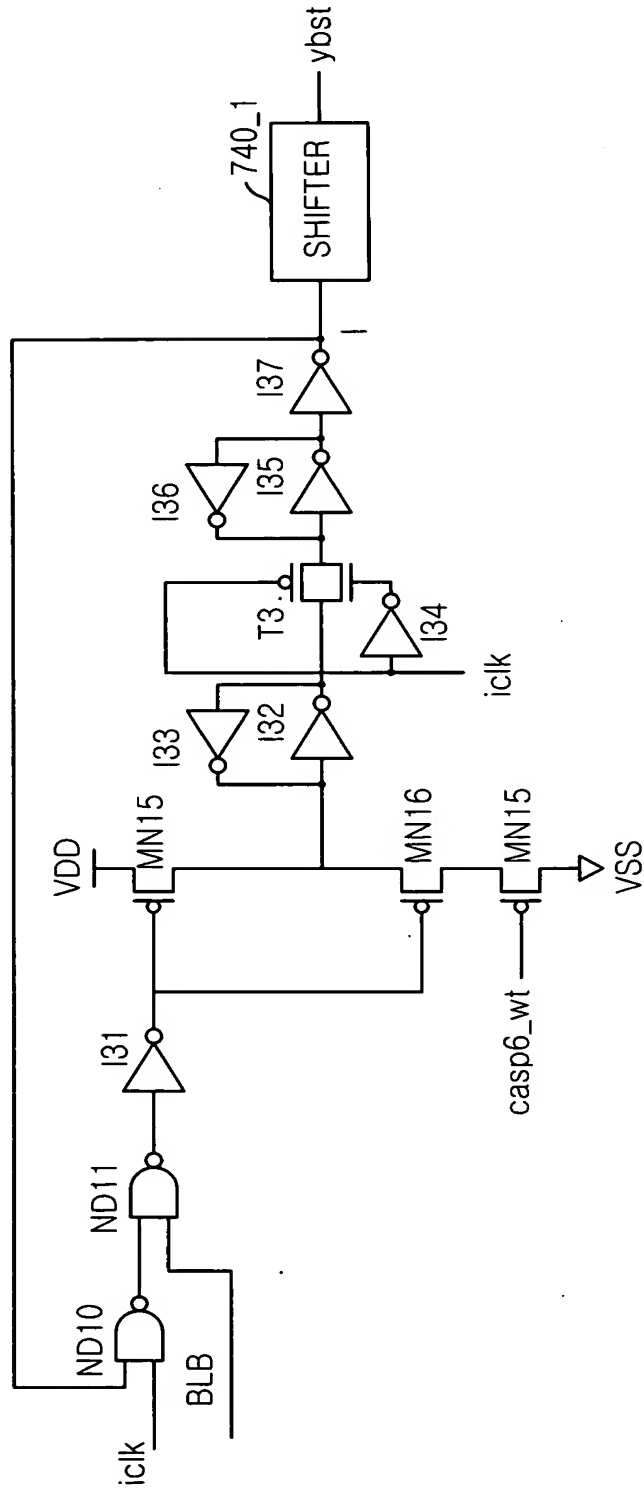 iclk
ND10
BLB
ND11
I31
VDD
MN15
MN16
casp6_wt
MN15
VSS
I33
I32
T3
iclk
I34
I36
I35
I37
I
740_1
SHIFTER
ybst